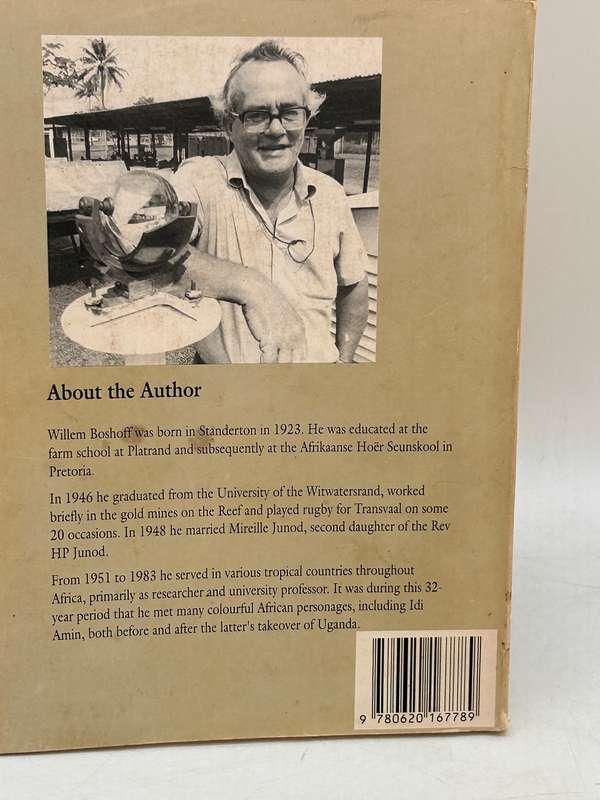 About the Author
Willem Boshoff was born in Standerton in 1923. He was educated at the
farm school at Platrand and subsequently at the Afrikaanse Hoër Seunskool in
Pretoria.
In 1946 he graduated from the University of the Witwatersrand, worked
briefly in the gold mines on the Reef and played rugby for Transvaal on some
20 occasions. In 1948 he married Mireille Junod, second daughter of the Rev
HP Junod.
From 1951 to 1983 he served in various tropical countries throughout
Africa, primarily as researcher and university professor. It was during this 32-
year period that he met many colourful African personages, including Idi
Amin, both before and after the latter's takeover of Uganda.
9 780620 167789